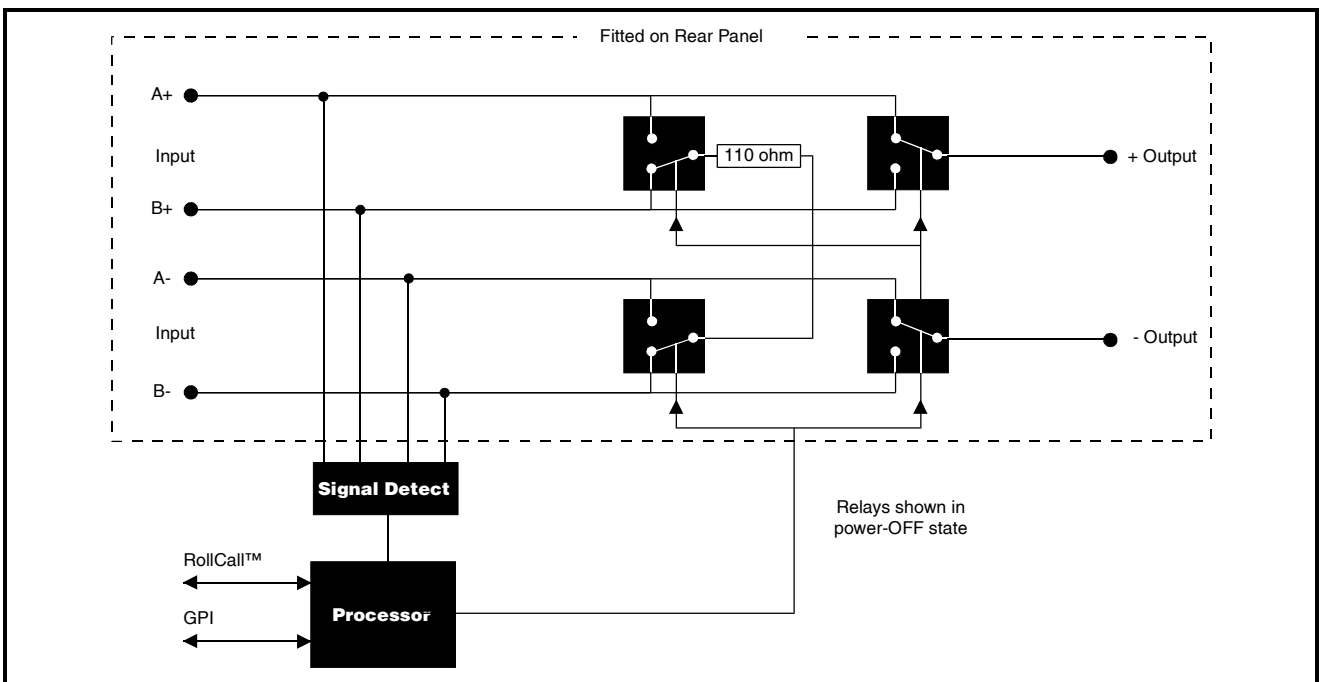 Fitted on Rear Panel
A+
Input
110 ohm
+ Output
B+
A-
Input
- Output
B-
Signal Detect
Relays shown in
power-OFF state
RollCall™
GPI
Processor